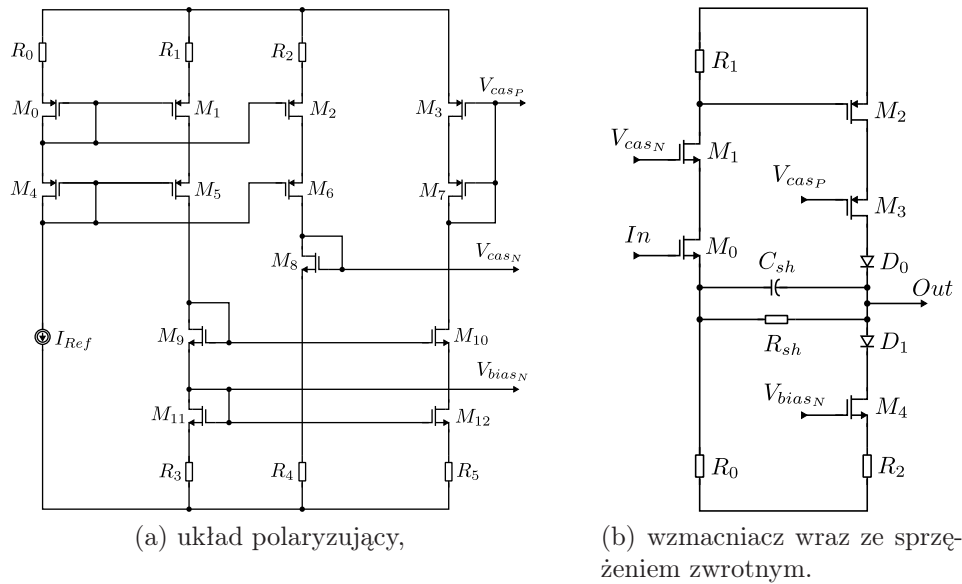 R0 R1 R2
VcasP
M0 M1 M2 M3
M4 M5 M6 M7
M8 VcasN
IRef M9 M10
VbiasN
M11 M12
R3 R4 R5
(a) układ polaryzujący,
R1
M2
VcasN M1
VcasP
M3
In M0
Csh D0
Out
Rsh D1
VbiasN M4
R0 R2
(b) wzmacniacz wraz ze sprzę-
żeniem zwrotnym.